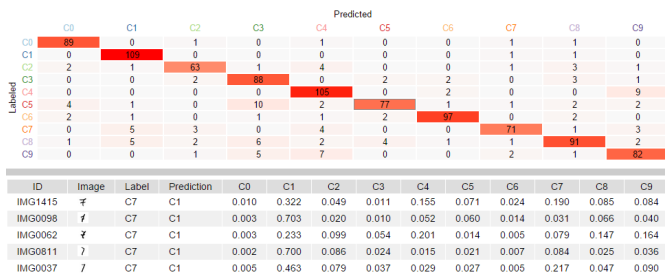 Predicted
C0 C1 C2 C3 C4 C5 C6 C7 C8 C9
Labeled
C0 89 0 1 0 1 0 0 1 1 0
C1 0 109 0 0 0 0 0 1 1 0
C2 2 1 63 1 4 0 0 1 3 1
C3 0 0 2 88 0 2 2 0 3 1
C4 0 0 0 0 105 0 2 0 0 9
C5 4 1 0 10 2 77 1 1 2 2
C6 2 1 0 0 2 2 97 0 2 0
C7 0 5 3 0 4 0 0 71 1 3
C8 1 5 2 6 2 4 1 1 91 2
C9 0 0 1 5 7 0 0 2 1 82
ID Image Label Prediction C0 C1 C2 C3 C4 C5 C6 C7 C8 C9
IMG1415 7 C7 C1 0.010 0.322 0.049 0.011 0.155 0.071 0.024 0.190 0.085 0.084
IMG0098 7 C7 C1 0.003 0.703 0.020 0.010 0.052 0.060 0.014 0.031 0.066 0.040
IMG0062 7 C7 C1 0.003 0.233 0.099 0.054 0.201 0.014 0.005 0.079 0.147 0.164
IMG0811 7 C7 C1 0.002 0.700 0.086 0.024 0.015 0.021 0.007 0.084 0.025 0.036
IMG0037 7 C7 C1 0.005 0.463 0.079 0.037 0.029 0.027 0.005 0.217 0.047 0.090